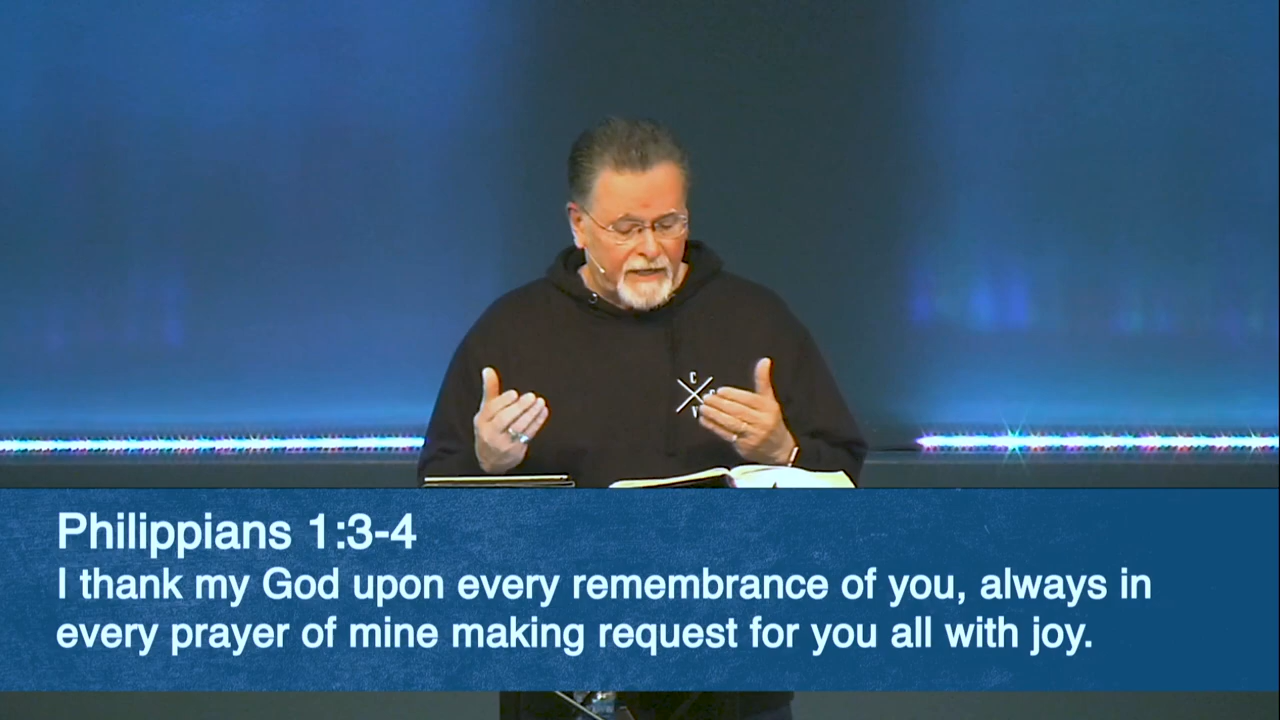 Philippians 1:3-4
I thank my God upon every remembrance of you, always in
every prayer of mine making request for you all with joy.
C
C
V